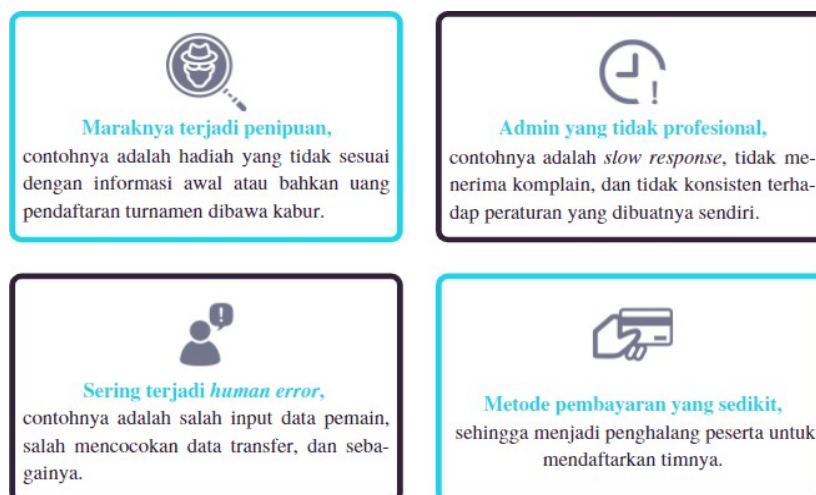 Maraknya terjadi penipuan,
contohnya adalah hadiah yang tidak sesuai
dengan informasi awal atau bahkan uang
pendaftaran turnamen dibawa kabur.
Admin yang tidak profesional,
contohnya adalah slow response, tidak me-
nerima komplain, dan tidak konsisten terha-
dap peraturan yang dibuatnya sendiri.
Sering terjadi human error,
contohnya adalah salah input data pemain,
salah mencocokan data transfer, dan seba-
gainya.
Metode pembayaran yang sedikit,
sehingga menjadi penghalang peserta untuk
mendaftarkan timnya.